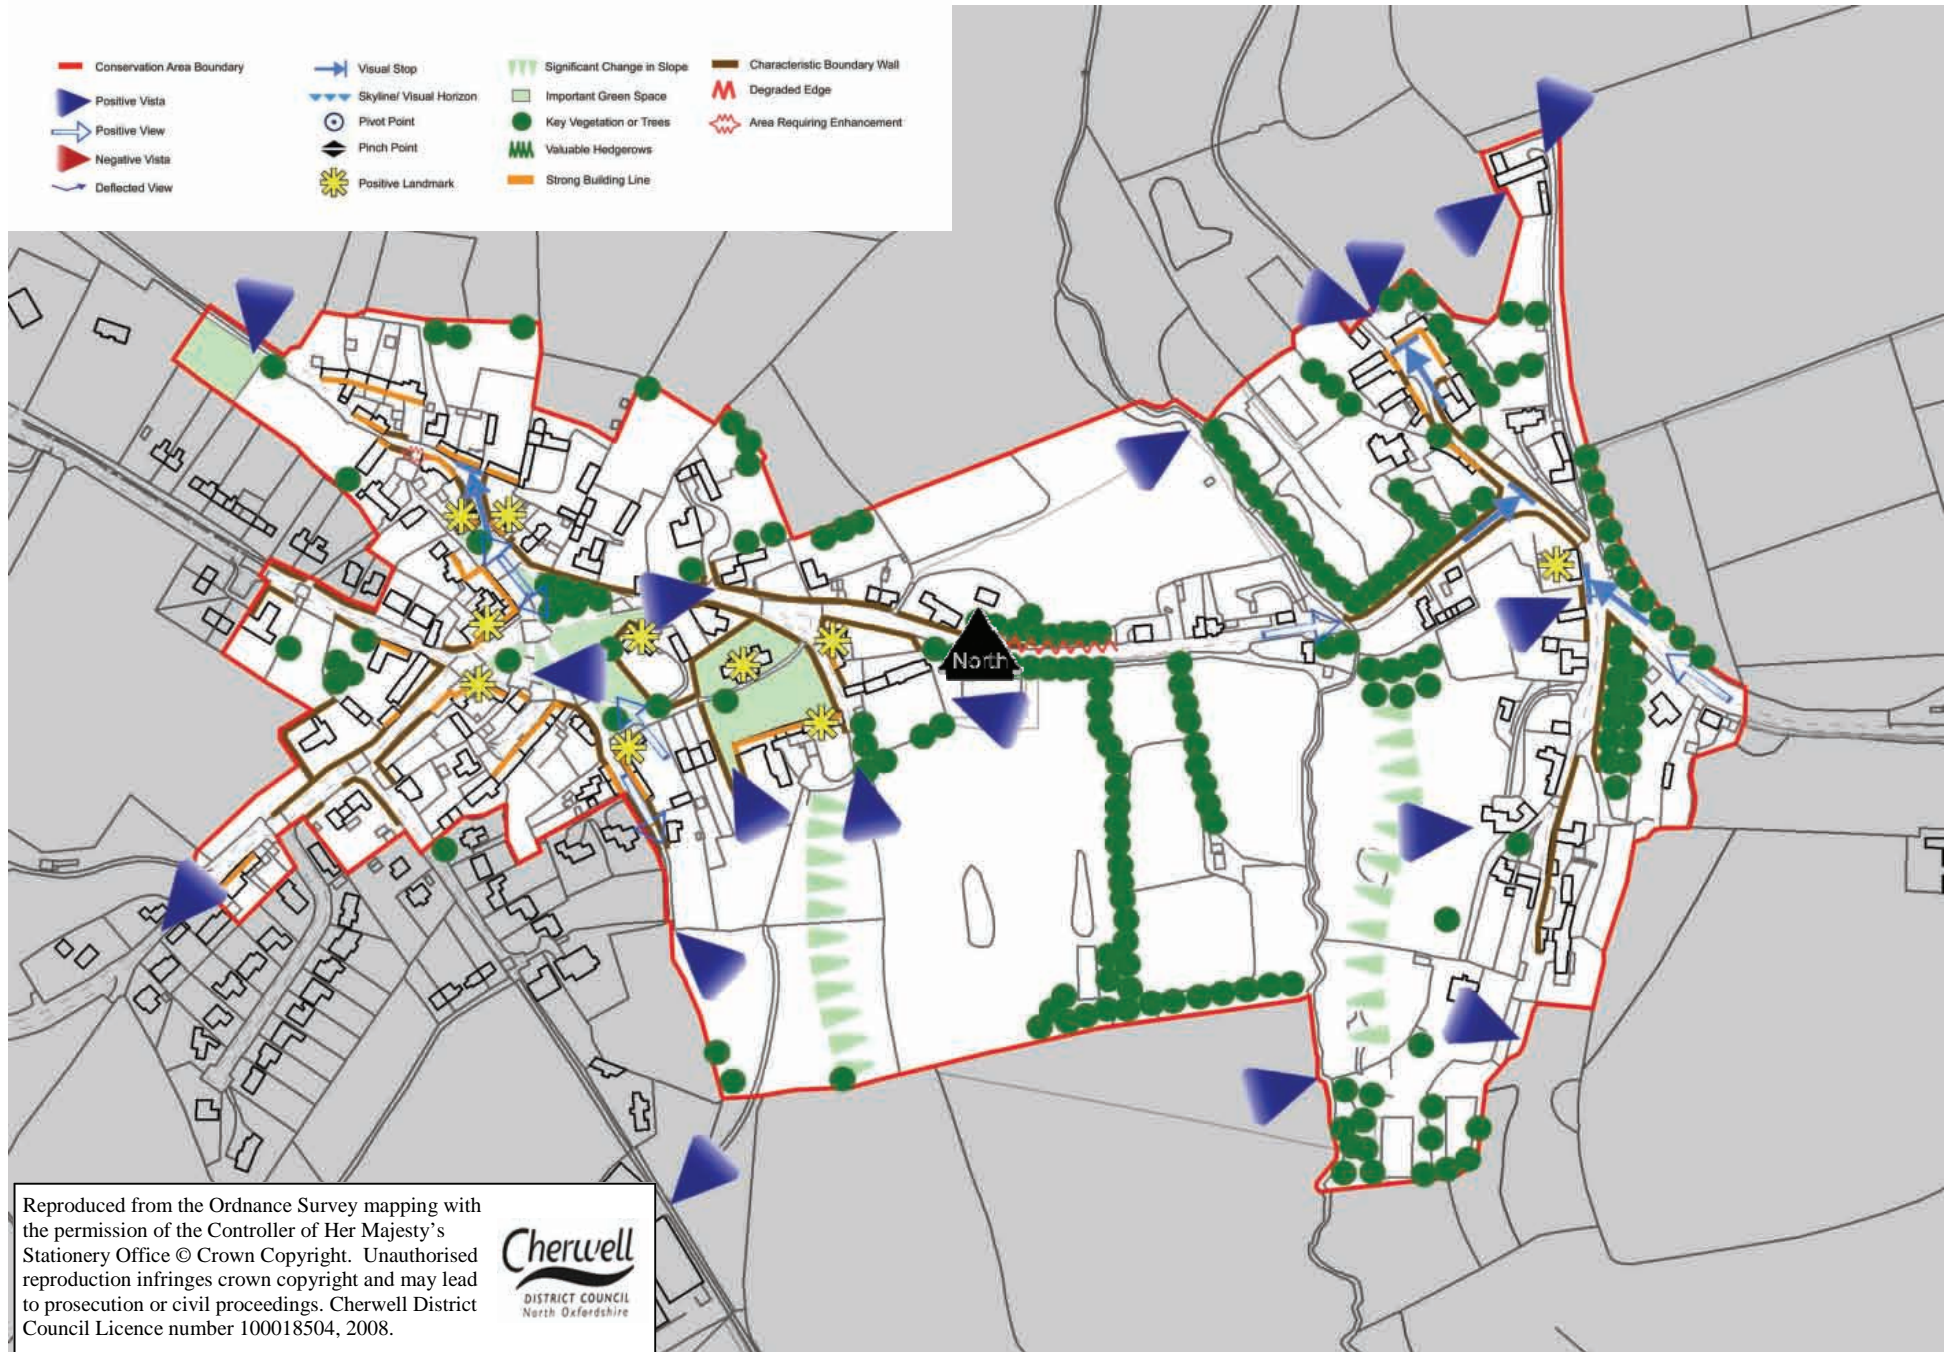 Conservation Area Boundary
Positive Vista
Positive View
Negative Vista
Deflected View
Visual Stop
Skyline/ Visual Horizon
Pivot Point
Pinch Point
Positive Landmark
Significant Change in Slope
Important Green Space
Key Vegetation or Trees
Valuable Hedgerows
Strong Building Line
Characteristic Boundary Wall
Degraded Edge
Area Requiring Enhancement
North
Reproduced from the Ordnance Survey mapping with
the permission of the Controller of Her Majesty’s
Stationery Office © Crown Copyright.  Unauthorised
reproduction infringes crown copyright and may lead
to prosecution or civil proceedings. Cherwell District
Council Licence number 100018504, 2008.
Cherwell
DISTRICT COUNCIL
North Oxfordshire